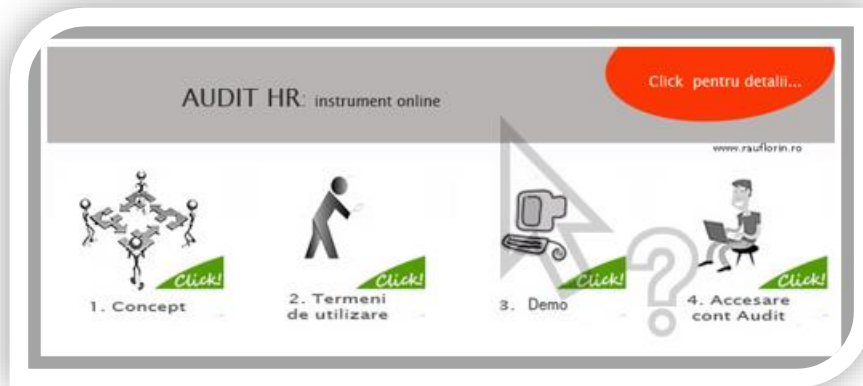 AUDIT HR: instrument online
Click pentru detalii...
www.rauflorin.ro
Click!
Click!
Click!
Click!
1. Concept
2. Termeni
de utilizare
3. Demo
4. Accesare
cont Audit
?